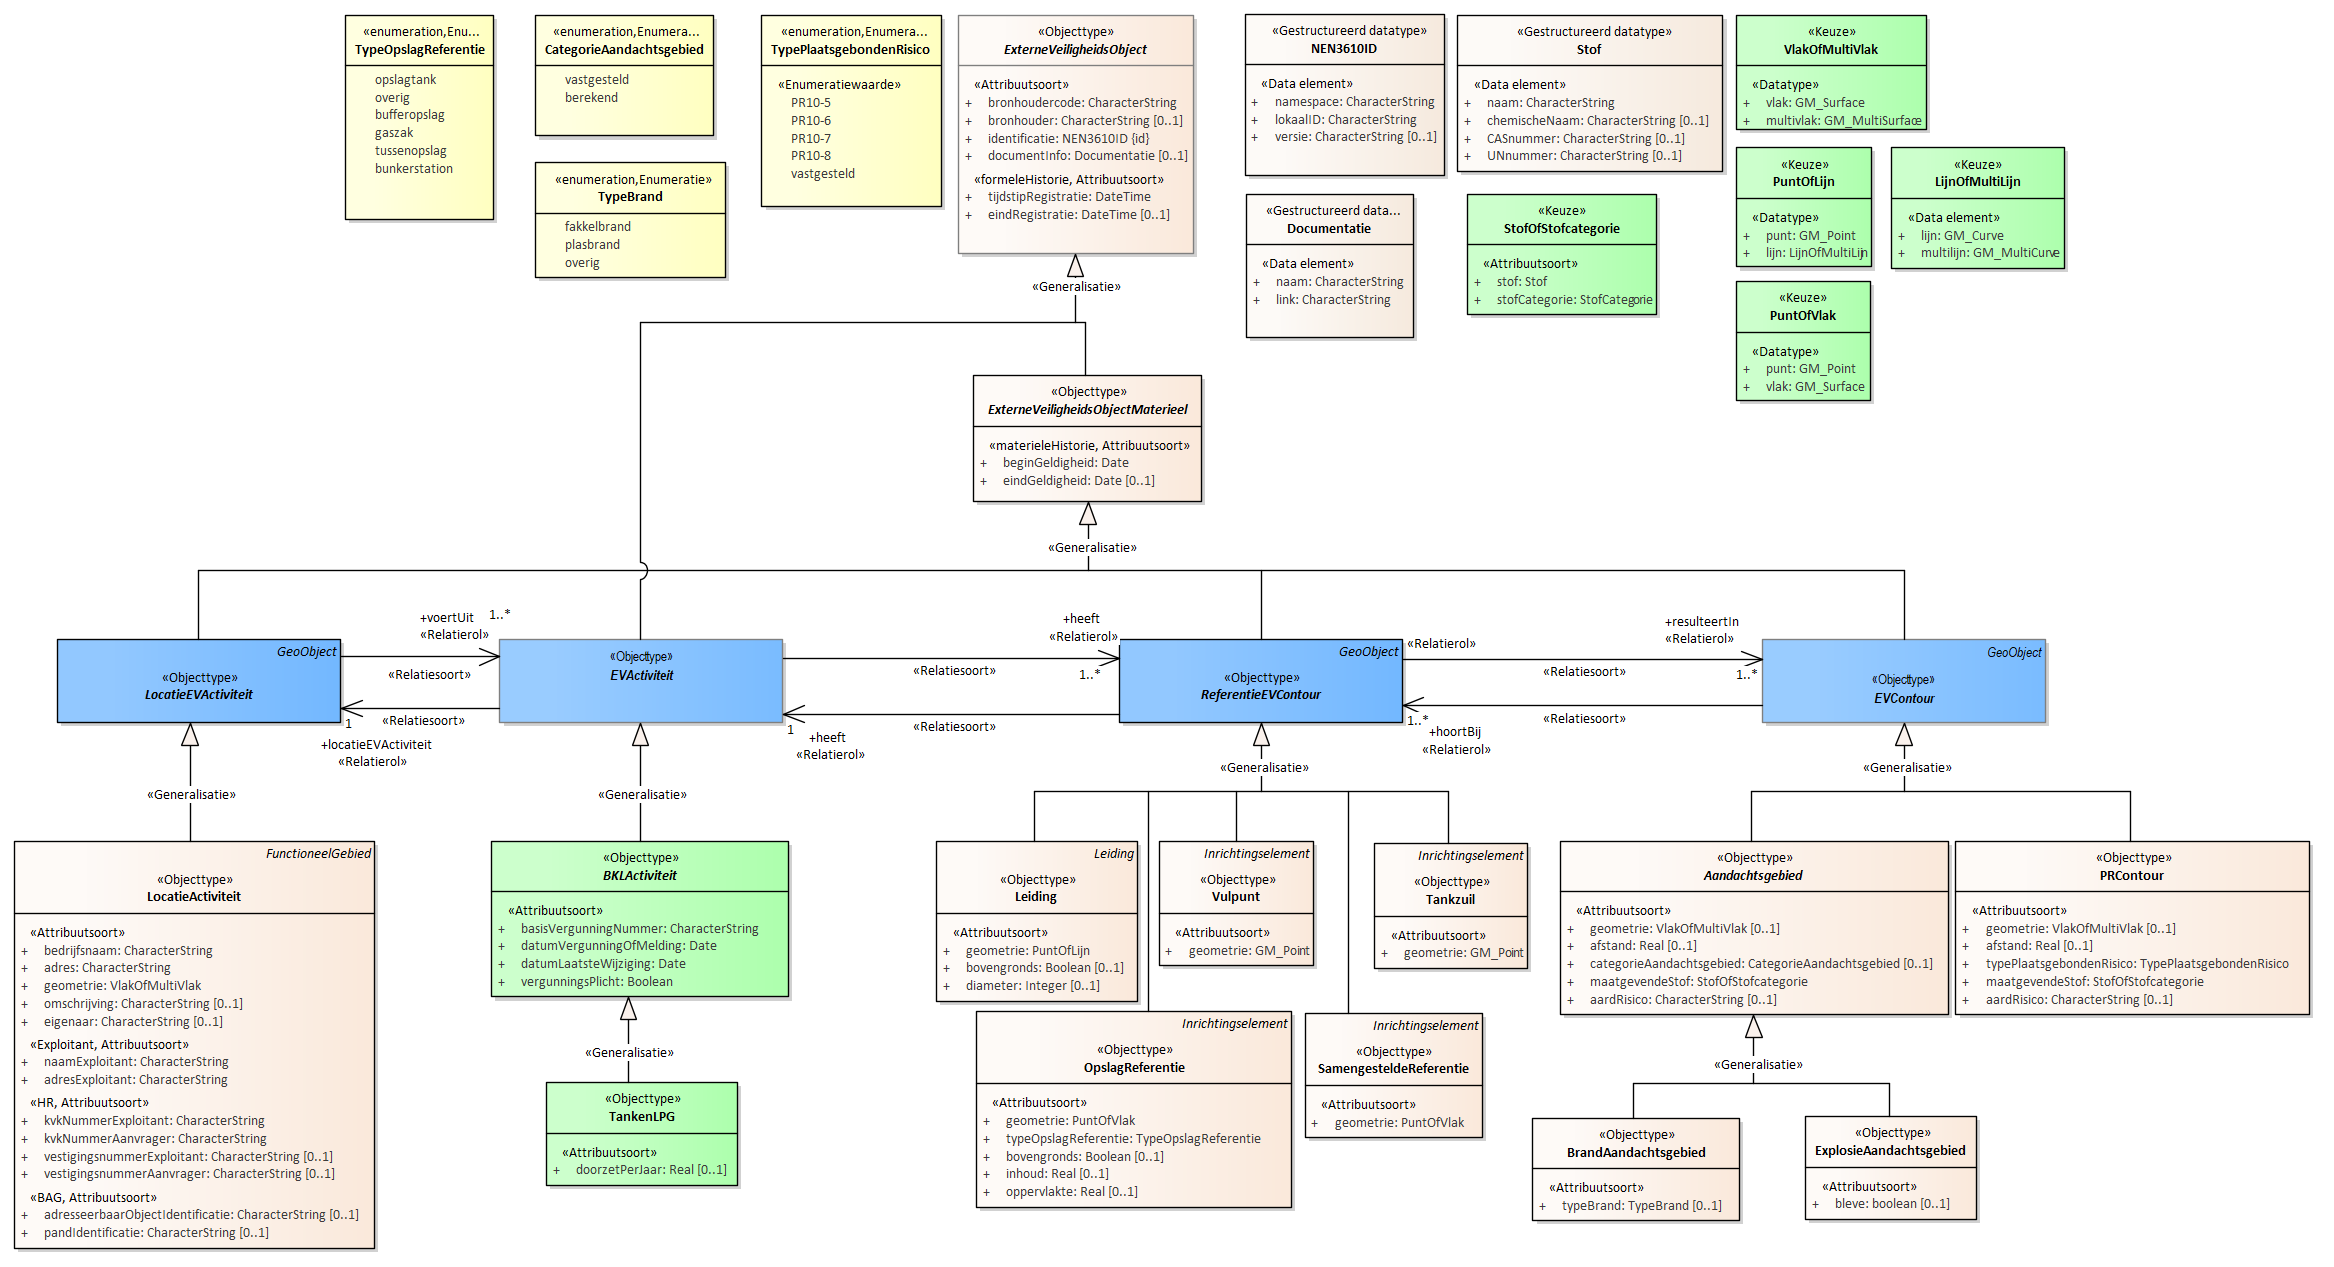 «enumeration,Enu...
TypeOpslagReferentie
opslagtank
overig
bufferopslag
gaszak
tussenopslag
bunkerstation
«enumeration,Enumera...
CategorieAandachtsgebied
vastgesteld
berekend
«enumeration,Enumeratie»
TypeBrand
fakkelbrand
plasbrand
overig
«enumeration,Enumera...
TypePlaatsgebondenRisico
«Enumeratiewaarde»
PR10-5
PR10-6
PR10-7
PR10-8
vastgesteld
«Objecttype»
ExterneVeiligheidsObject
«Attribuutsoort»
+ bronhoudercode: CharacterString
+ bronhouder: CharacterString [0..1]
+ identificatie: NEN3610ID {id}
+ documentInfo: Documentatie [0..1]
«formeleHistorie, Attribuutsoort»
+ tijdstipRegistratie: DateTime
+ eindRegistratie: DateTime [0..1]
«Gestructureerd datatype»
NEN3610ID
«Data element»
+ namespace: CharacterString
+ lokaalID: CharacterString
+ versie: CharacterString [0..1]
«Gestructureerd data...
Documentatie
«Data element»
+ naam: CharacterString
+ link: CharacterString
«Gestructureerd datatype»
Stof
«Data element»
+ naam: CharacterString
+ chemischeNaam: CharacterString [0..1]
+ CASnummer: CharacterString [0..1]
+ UNnummer: CharacterString [0..1]
«Keuze»
StofOfStofcategorie
«Attribuutsoort»
+ stof: Stof
+ stofCategorie: StofCategorie
«Keuze»
VlakOfMultiVlak
«Datatype»
+ vlak: GM_Surface
+ multivlak: GM_MultiSurface
«Keuze»
PuntOfLijn
«Datatype»
+ punt: GM_Point
+ lijn: LijnOfMultiLijn
«Keuze»
LijnOfMultiLijn
«Data element»
+ lijn: GM_Curve
+ multilijn: GM_MultiCurve
«Keuze»
PuntOfVlak
«Datatype»
+ punt: GM_Point
+ vlak: GM_Surface
«Generalisatie»
«Objecttype»
ExterneVeiligheidsObjectMaterieel
«materieleHistorie, Attribuutsoort»
+ beginGeldigheid: Date
+ eindGeldigheid: Date [0..1]
«Generalisatie»
GeoObject
«Objecttype»
LocatieEVActiviteit
+voertUit 1..*
«Relatierol»
«Relatiesoort»
«Relatiesoort»
1
+locatieEVActiviteit
«Relatierol»
«Objecttype»
EVActiviteit
+heeft
«Relatierol»
«Relatiesoort»
1..*
«Relatiesoort»
1
+heeft
«Relatierol»
GeoObject
«Objecttype»
ReferentieEVContour
«Relatierol»
+resulteertIn
«Relatierol»
«Relatiesoort»
1..*
«Relatiesoort»
1..*
+hoortBij
«Relatierol»
GeoObject
«Objecttype»
EVContour
«Generalisatie»
«Generalisatie»
«Generalisatie»
«Generalisatie»
FunctioneelGebied
«Objecttype»
LocatieActiviteit
«Attribuutsoort»
+ bedrijfsnaam: CharacterString
+ adres: CharacterString
+ geometrie: VlakOfMultiVlak
+ omschrijving: CharacterString [0..1]
+ eigenaar: CharacterString [0..1]
«Exploitant, Attribuutsoort»
+ naamExploitant: CharacterString
+ adresExploitant: CharacterString
«HR, Attribuutsoort»
+ kvkNummerExploitant: CharacterString
+ kvkNummerAanvrager: CharacterString
+ vestigingsnummerExploitant: CharacterString [0..1]
+ vestigingsnummerAanvrager: CharacterString [0..1]
«BAG, Attribuutsoort»
+ adresseerbaarObjectIdentificatie: CharacterString [0..1]
+ pandIdentificatie: CharacterString [0..1]
«Objecttype»
BKLActiviteit
«Attribuutsoort»
+ basisVergunningNummer: CharacterString
+ datumVergunningOfMelding: Date
+ datumLaatsteWijziging: Date
+ vergunningsPlicht: Boolean
«Generalisatie»
«Objecttype»
TankenLPG
«Attribuutsoort»
+ doorzetPerJaar: Real [0..1]
Leiding
«Objecttype»
Leiding
«Attribuutsoort»
+ geometrie: PuntOfLijn
+ bovengronds: Boolean [0..1]
+ diameter: Integer [0..1]
Inrichtingselement
«Objecttype»
Vulpunt
«Attribuutsoort»
+ geometrie: GM_Point
Inrichtingselement
«Objecttype»
Tankzuil
«Attribuutsoort»
+ geometrie: GM_Point
Inrichtingselement
«Objecttype»
OpslagReferentie
«Attribuutsoort»
+ geometrie: PuntOfVlak
+ typeOpslagReferentie: TypeOpslagReferentie
+ bovengronds: Boolean [0..1]
+ inhoud: Real [0..1]
+ oppervlakte: Real [0..1]
Inrichtingselement
«Objecttype»
SamengesteldeReferentie
«Attribuutsoort»
+ geometrie: PuntOfVlak
«Objecttype»
Aandachtsgebied
«Attribuutsoort»
+ geometrie: VlakOfMultiVlak [0..1]
+ afstand: Real [0..1]
+ categorieAandachtsgebied: CategorieAandachtsgebied [0..1]
+ maatgevendeStof: StofOfStofcategorie
+ aardRisico: CharacterString [0..1]
«Objecttype»
PRContour
«Attribuutsoort»
+ geometrie: VlakOfMultiVlak [0..1]
+ afstand: Real [0..1]
+ typePlaatsgebondenRisico: TypePlaatsgebondenRisico
+ maatgevendeStof: StofOfStofcategorie
+ aardRisico: CharacterString [0..1]
«Generalisatie»
«Objecttype»
BrandAandachtsgebied
«Attribuutsoort»
+ typeBrand: TypeBrand [0..1]
«Objecttype»
ExplosieAandachtsgebied
«Attribuutsoort»
+ bleve: boolean [0..1]